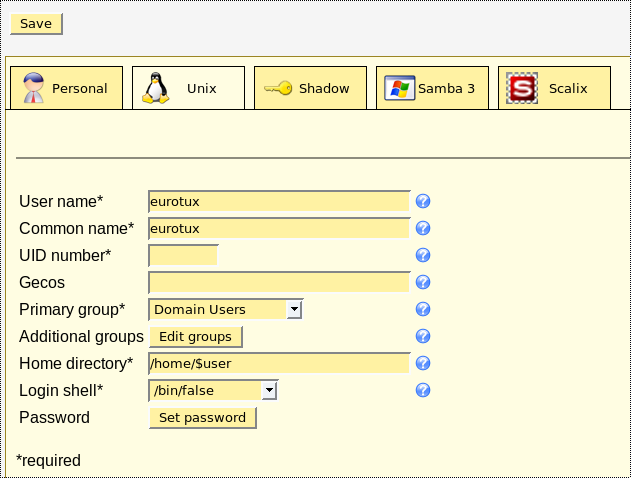 Save
Personal Unix Shadow Samba 3 S Scalix
User name* eurotux ?
Common name* eurotux ?
UID number* ?
Gecos ?
Primary group* Domain Users ?
Additional groups Edit groups ?
Home directory* /home/$user ?
Login shell* /bin/false ?
Password Set password
*required